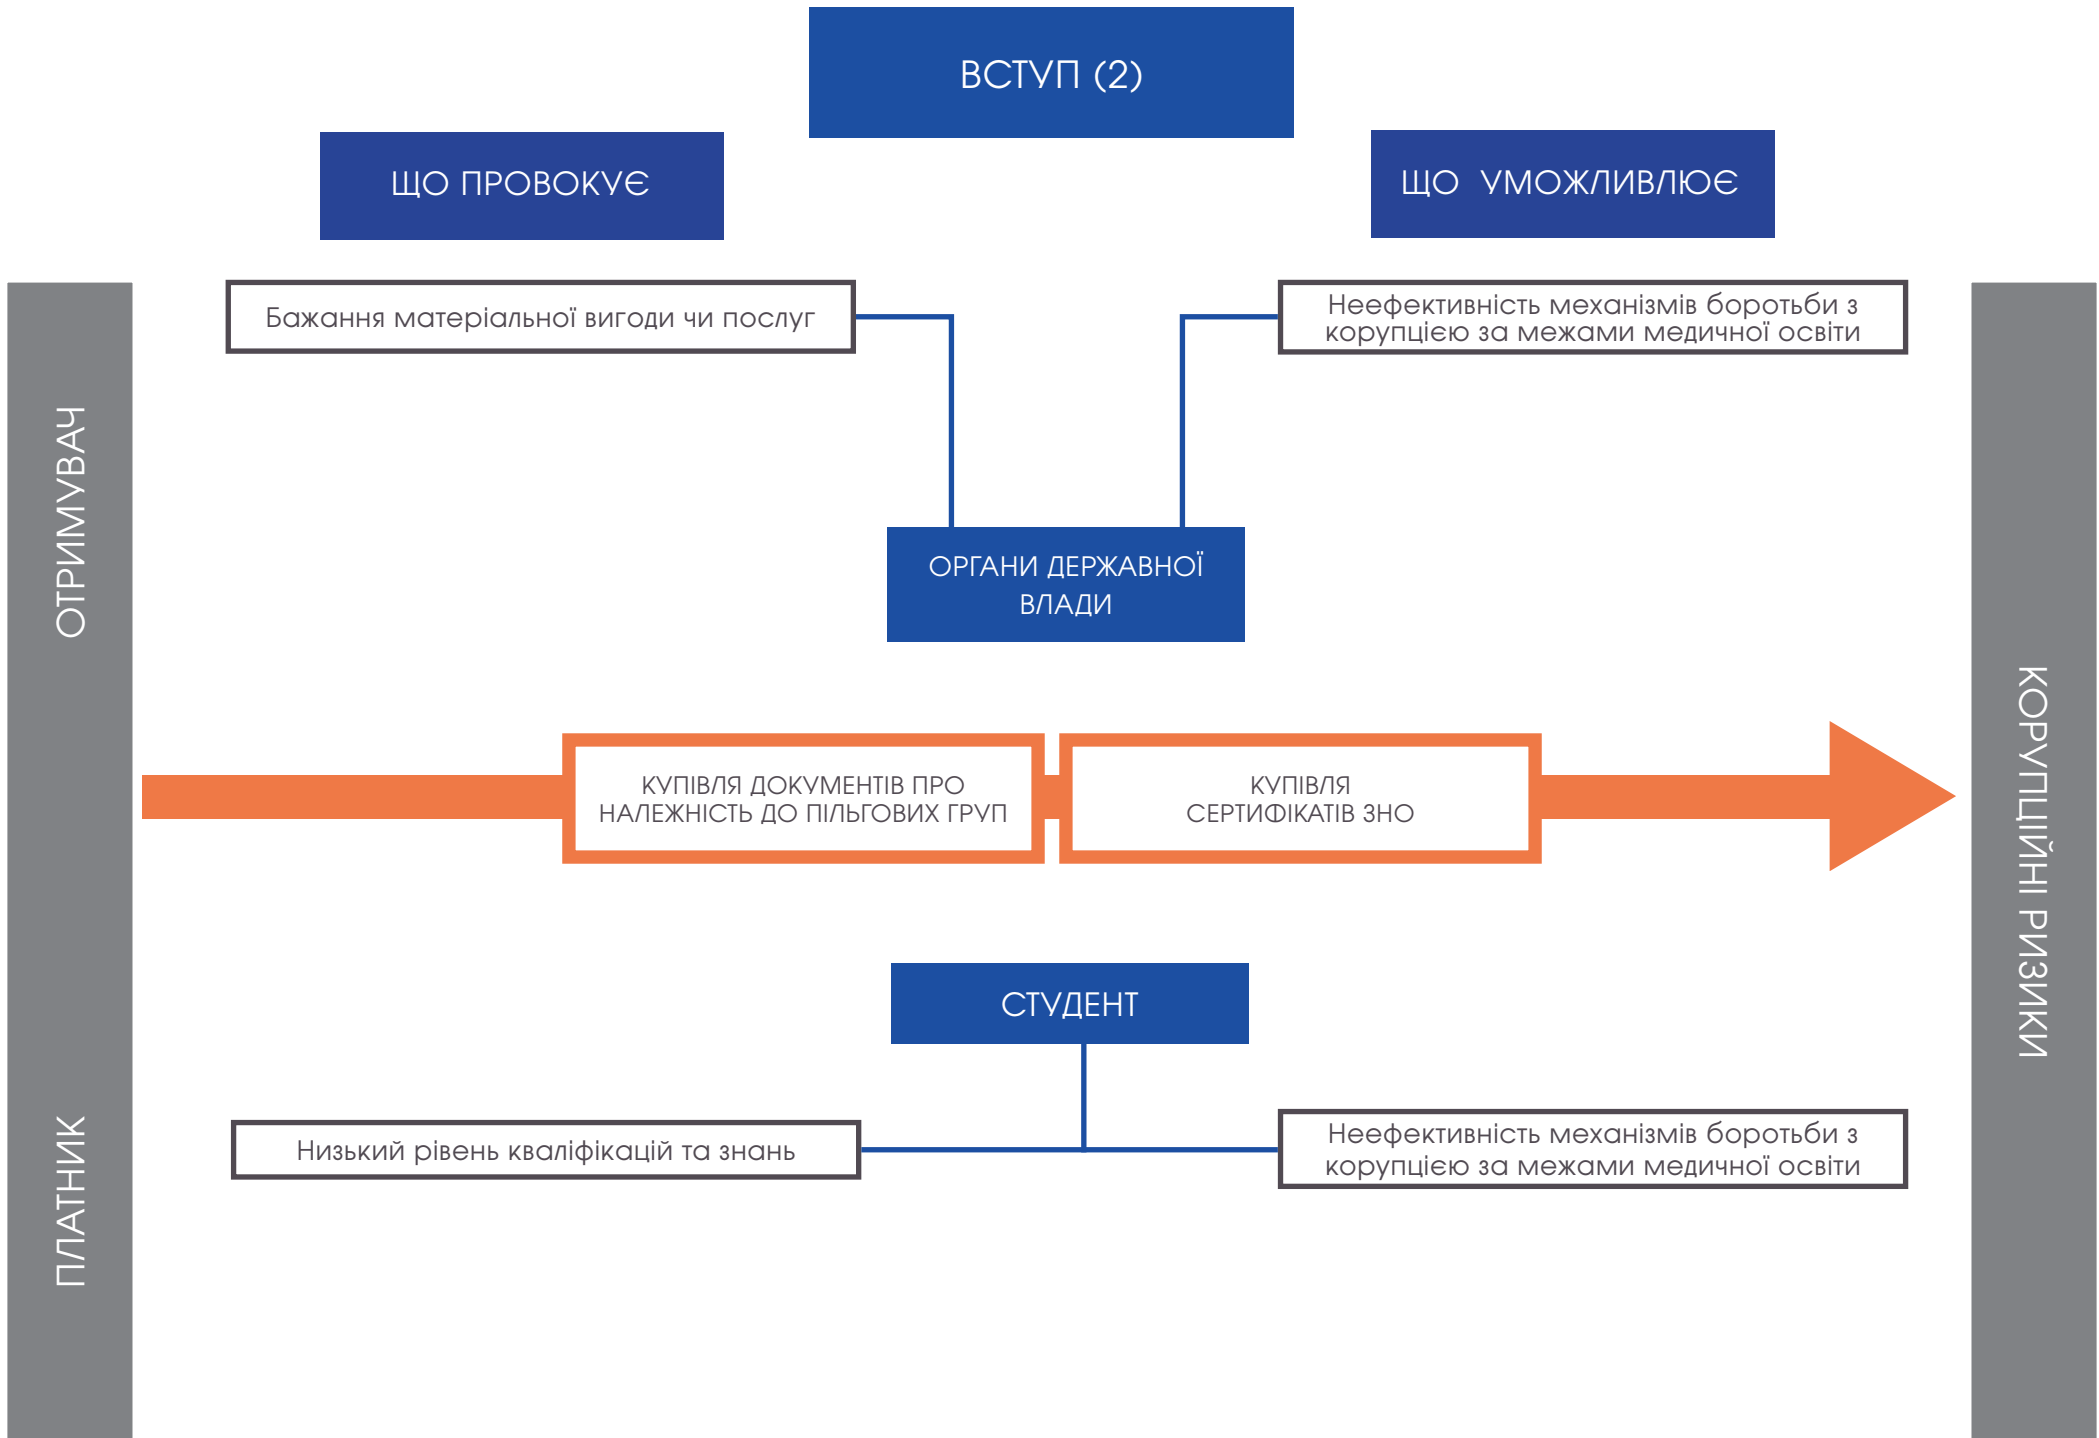 ВСТУП (2)
ЩО ПРОВОКУЄ
ЩО УМОЖЛИВЛЮЄ
ОТРИМУВАЧ
Бажання матеріальної вигоди чи послуг
Неефективність механізмів боротьби з
корупцією за межами медичної освіти
ОРГАНИ ДЕРЖАВНОЇ
ВЛАДИ
КУПІВЛЯ ДОКУМЕНТІВ ПРО
НАЛЕЖНІСТЬ ДО ПІЛЬГОВИХ ГРУП
КУПІВЛЯ
СЕРТИФІКАТІВ ЗНО
КОРУПЦІЙНІ РИЗИКИ
СТУДЕНТ
ПЛАТНИК
Низький рівень кваліфікацій та знань
Неефективність механізмів боротьби з
корупцією за межами медичної освіти